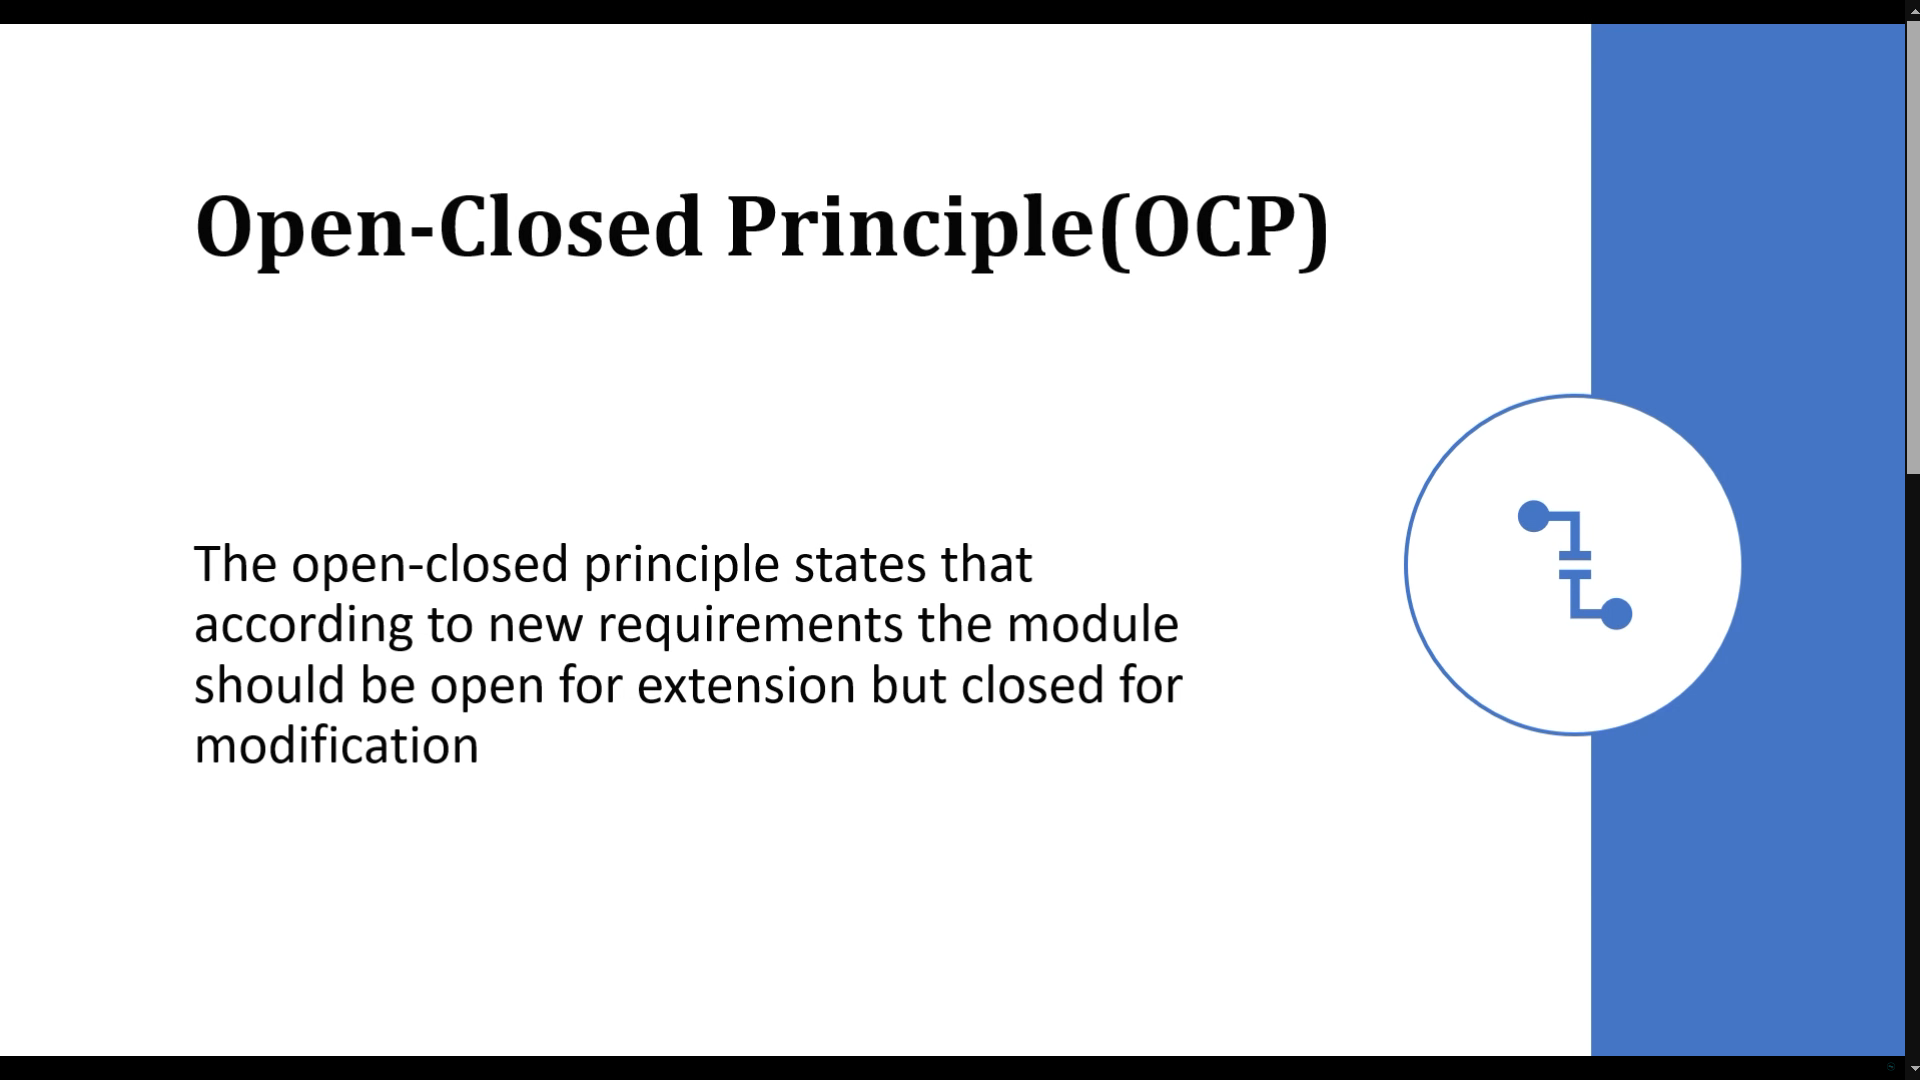 Open-Closed Principle(OCP)
The open-closed principle states that
according to new requirements the module
should be open for extension but closed for
modification